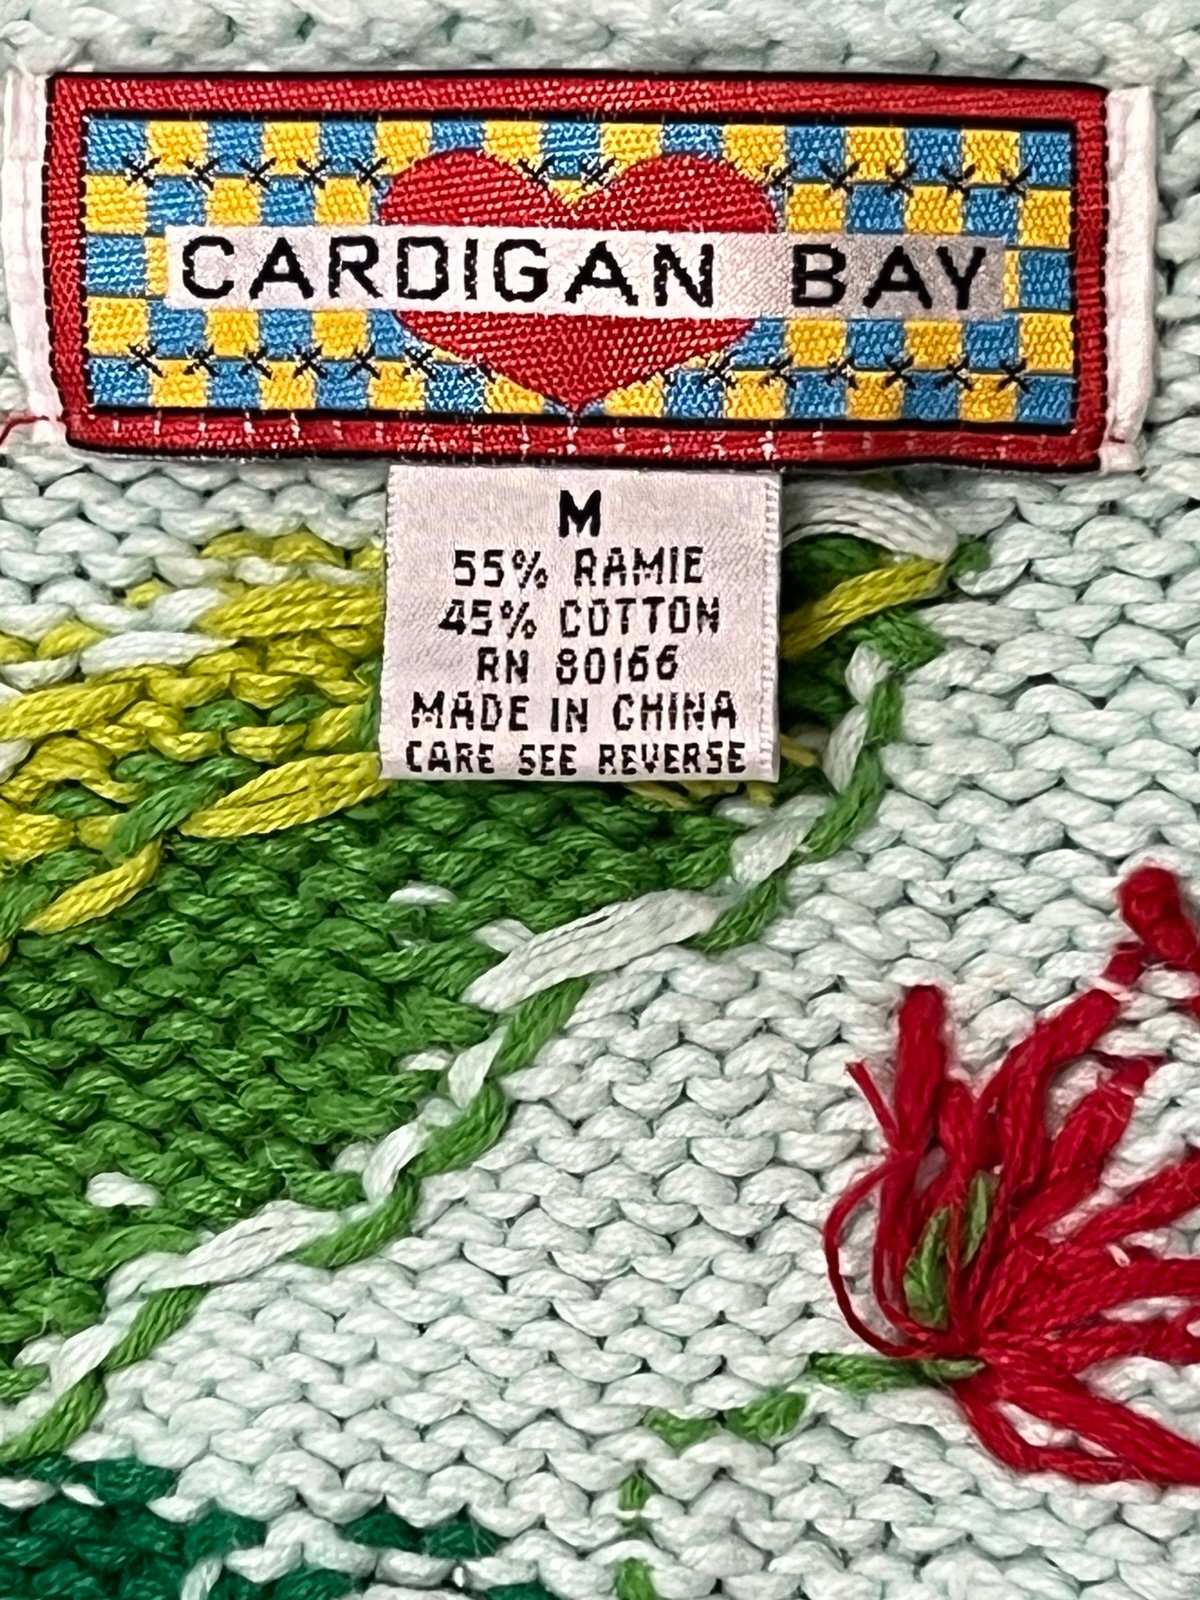 CARDIGAN BAY
M
55% RAMIE
45% COTTON
RN 80166
MADE IN CHINA
CARE SEE REVERSE